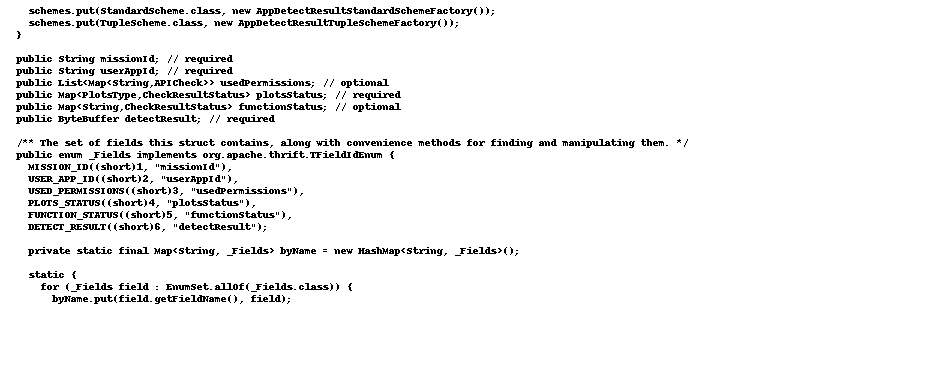 schemes.put(StandardScheme.class, new AppDetectResultStandardSchemeFactory());
schemes.put(TupleScheme.class, new AppDetectResultTupleSchemeFactory());
}
public String missionId; // required
public String userAppId; // required
public List<Map<String,APICheck>> usedPermissions; // optional
public Map<PlotsType,CheckResultStatus> plotsStatus; // required
public Map<String,CheckResultStatus> functionStatus; // optional
public ByteBuffer detectResult; // required
/** The set of fields this struct contains, along with convenience methods for finding and manipulating them. */
public enum _Fields implements org.apache.thrift.TFieldIdEnum {
MISSION_ID((short)1, "missionId"),
USER_APP_ID((short)2, "userAppId"),
USED_PERMISSIONS((short)3, "usedPermissions"),
PLOTS_STATUS((short)4, "plotsStatus"),
FUNCTION_STATUS((short)5, "functionStatus"),
DETECT_RESULT((short)6, "detectResult");
private static final Map<String, _Fields> byName = new HashMap<String, _Fields>();
static {
for (_Fields field : EnumSet.allOf(_Fields.class)) {
byName.put(field.getFieldName(), field);